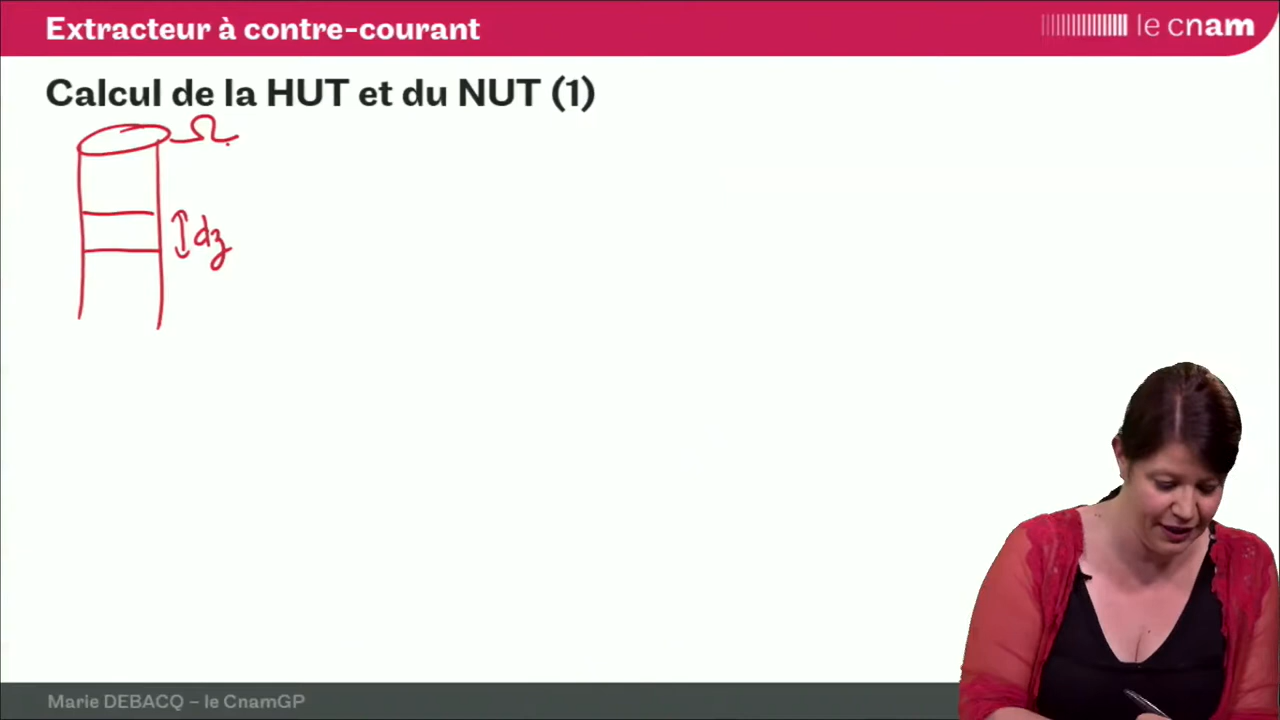 Extracteur à contre-courant
le cnam
Calcul de la HUT et du NUT (1)
Ω
dz
Marie DEBACQ – le CnamGP